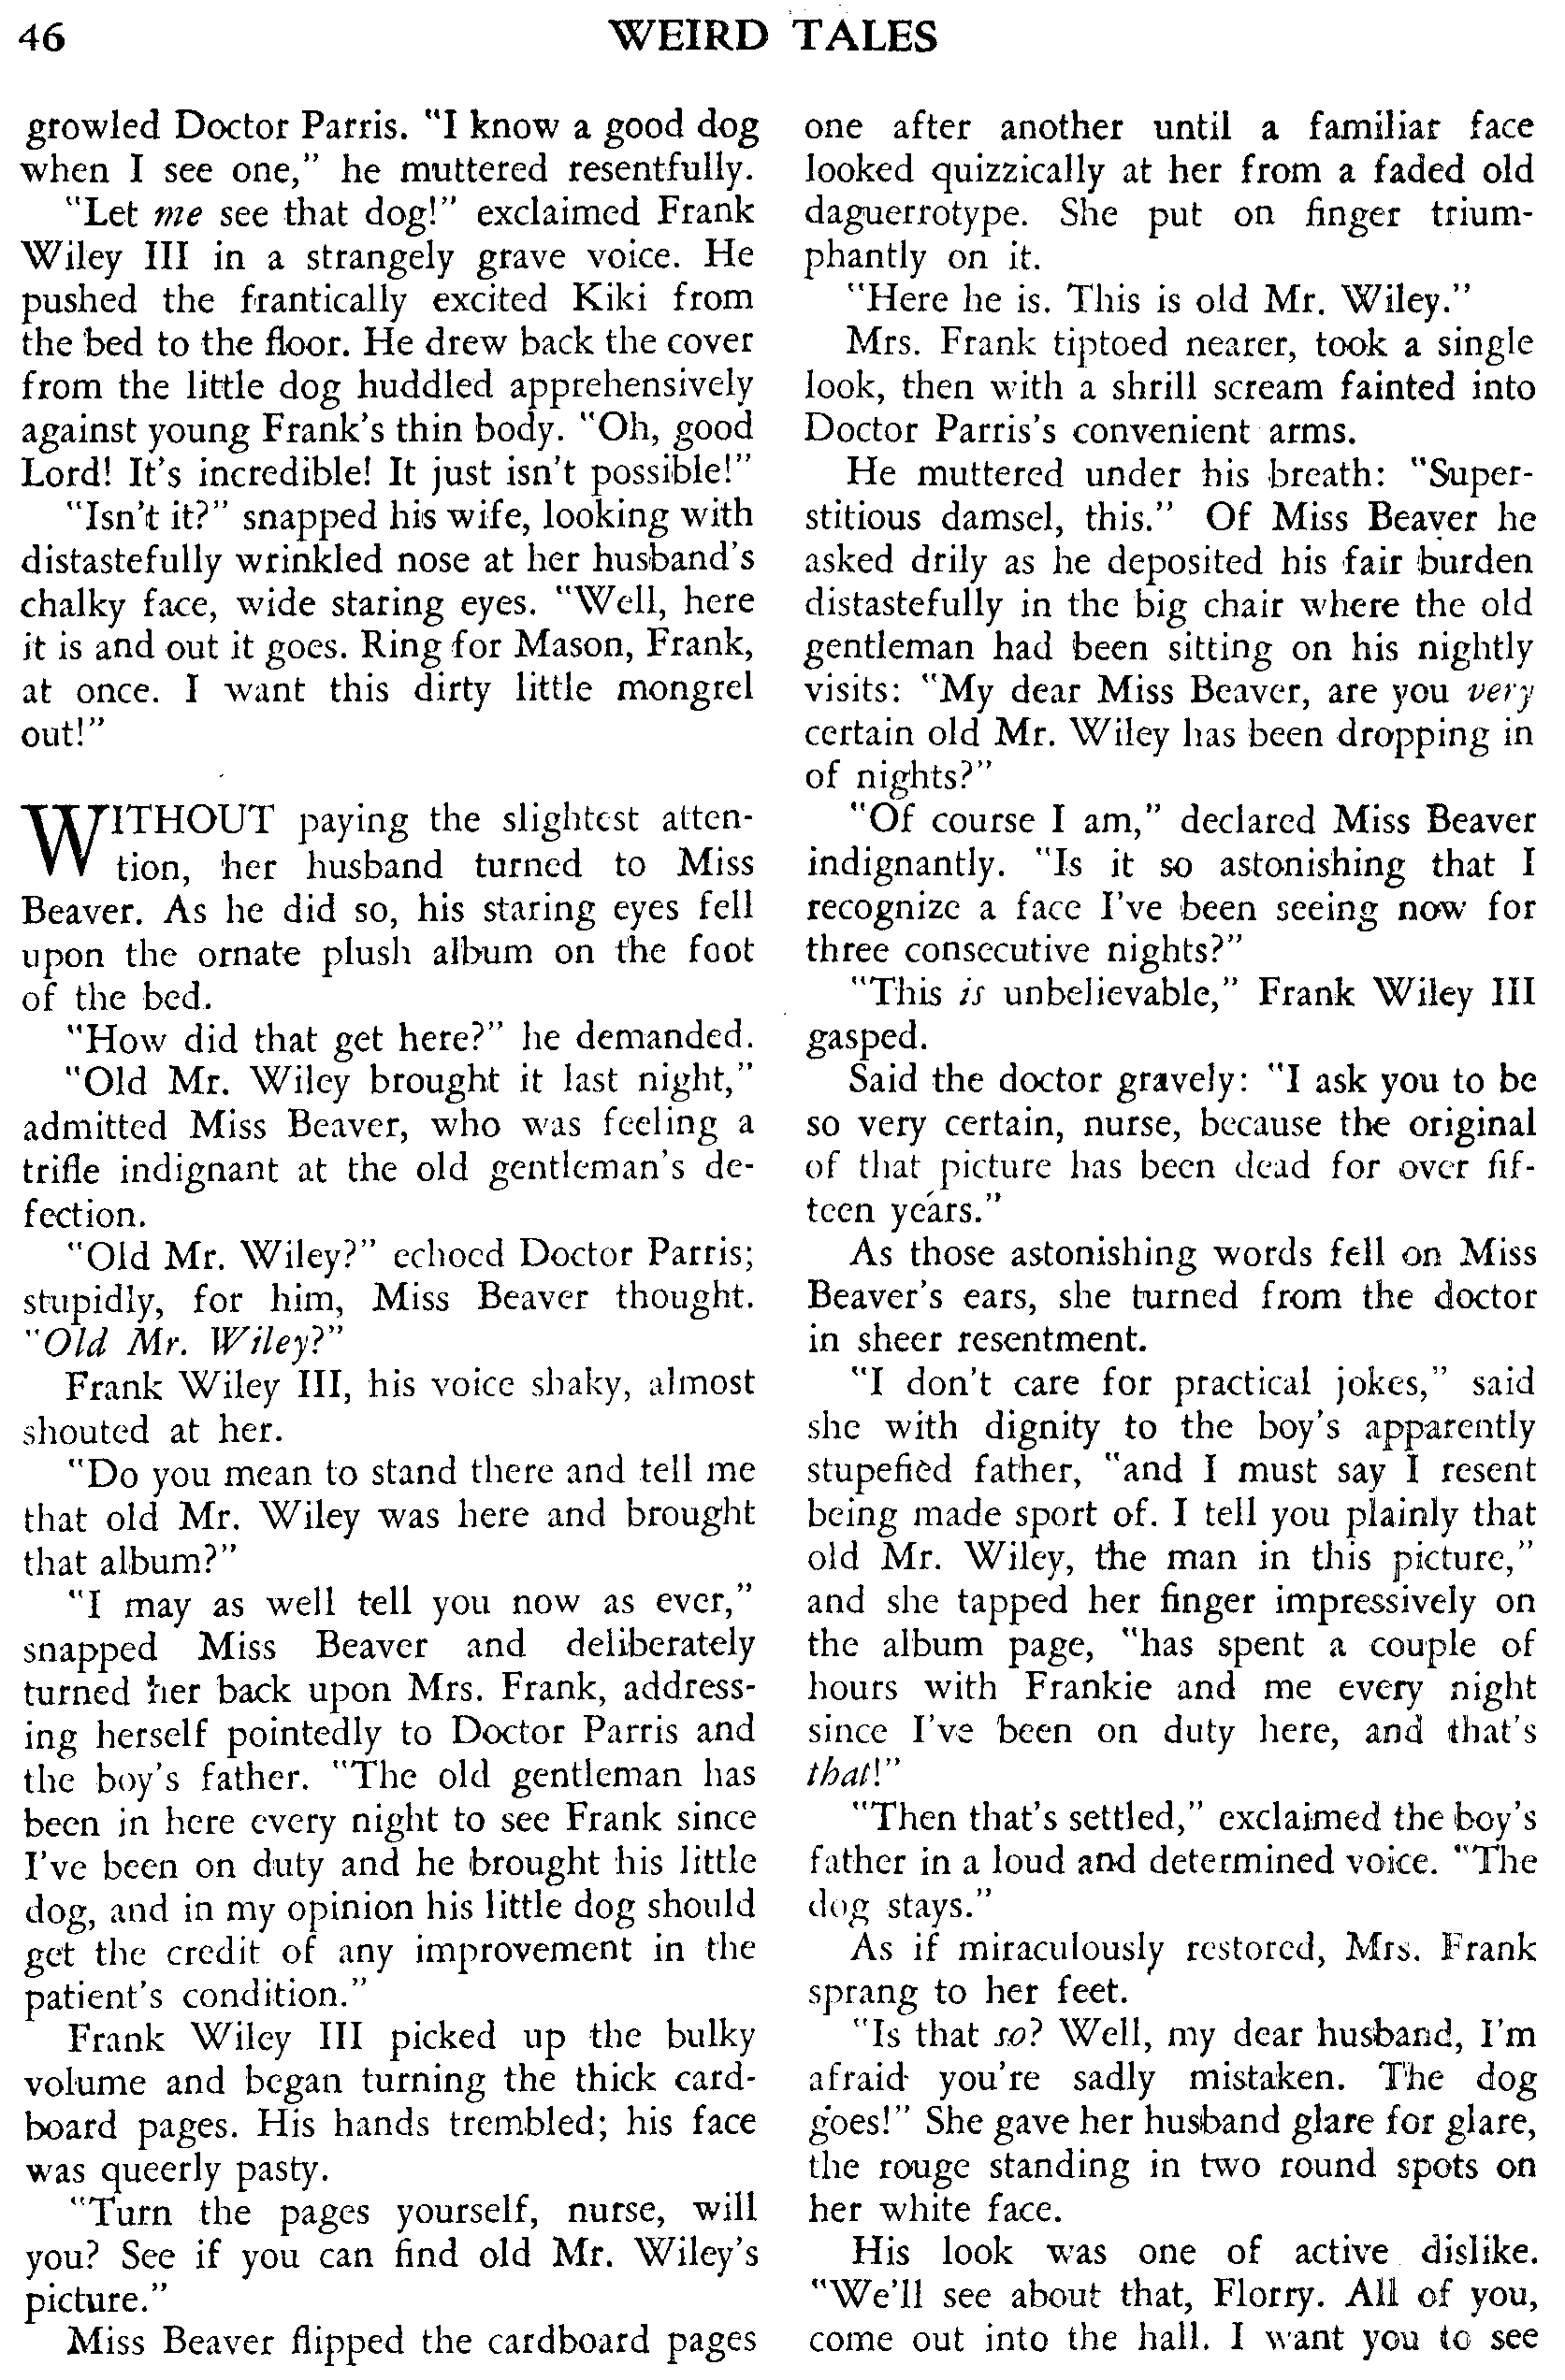 46
WEIRD TALES
growled Doctor Parris. "I know a good dog
when I see one," he muttered resentfully.
"Let me see that dog!" exclaimed Frank
Wiley III in a strangely grave voice. He
pushed the frantically excited Kiki from
the bed to the floor. He drew back the cover
from the little dog huddled apprehensively
against young Frank's thin body. "Oh, good
Lord! It's incredible! It just isn't possible!"
"Isn't it?" snapped his wife, looking with
distastefully wrinkled nose at her husband's
chalky face, wide staring eyes. "Well, here
it is and out it goes. Ring for Mason, Frank,
at once. I want this dirty little mongrel
out!"
WITHOUT paying the slightest atten-
tion, her husband turned to Miss
Beaver. As he did so, his staring eyes fell
upon the ornate plush album on the foot
of the bed.
"How did that get here?" he demanded.
"Old Mr. Wiley brought it last night,"
admitted Miss Beaver, who was feeling a
trifle indignant at the old gentleman's de-
fection.
"Old Mr. Wiley?" echoed Doctor Parris;
stupidly, for him, Miss Beaver thought.
"Old Mr. Wiley?"
Frank Wiley III, his voice shaky, almost
shouted at her.
"Do you mean to stand there and tell me
that old Mr. Wiley was here and brought
that album?"
"I may as well tell you now as ever,"
snapped Miss Beaver and deliberately
turned her back upon Mrs. Frank, address-
ing herself pointedly to Doctor Parris and
the boy's father. "The old gentleman has
been in here every night to see Frank since
I've been on duty and he brought his little
dog, and in my opinion his little dog should
get the credit of any improvement in the
patient's condition."
Frank Wiley III picked up the bulky
volume and began turning the thick card-
board pages. His hands trembled; his face
was queerly pasty.
"Turn the pages yourself, nurse, will
you? See if you can find old Mr. Wiley's
picture."
Miss Beaver flipped the cardboard pages
one after another until a familiar face
looked quizzically at her from a faded old
daguerrotype. She put on finger trium-
phantly on it.
"Here he is. This is old Mr. Wiley."
Mrs. Frank tiptoed nearer, took a single
look, then with a shrill scream fainted into
Doctor Parris's convenient arms.
He muttered under his breath: "Super-
stitious damsel, this." Of Miss Beaver he
asked drily as he deposited his fair burden
distastefully in the big chair where the old
gentleman had been sitting on his nightly
visits: "My dear Miss Beaver, are you very
certain old Mr. Wiley has been dropping in
of nights?"
"Of course I am," declared Miss Beaver
indignantly. "Is it so astonishing that I
recognize a face I've been seeing now for
three consecutive nights?"
"This is unbelievable," Frank Wiley III
gasped.
Said the doctor gravely: "I ask you to be
so very certain, nurse, because the original
of that picture has been dead for over fif-
teen years."
As those astonishing words fell on Miss
Beaver's ears, she turned from the doctor
in sheer resentment.
"I don't care for practical jokes," said
she with dignity to the boy's apparently
stupefied father, "and I must say I resent
being made sport of. I tell you plainly that
old Mr. Wiley, the man in this picture,"
and she tapped her finger impressively on
the album page, "has spent a couple of
hours with Frankie and me every night
since I've been on duty here, and that's
that!"
"Then that's settled," exclaimed the boy's
father in a loud and determined voice. "The
dog stays."
As if miraculously restored, Mrs. Frank
sprang to her feet.
"Is that so? Well, my dear husband, I'm
afraid you're sadly mistaken. The dog
goes!" She gave her husband glare for glare,
the rouge standing in two round spots on
her white face.
His look was one of active dislike.
"We'll see about that, Florry. All of you,
come out into the hall. I want you to see